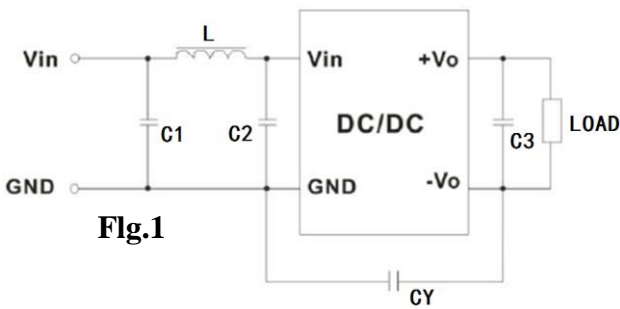 L
Vin
Vin
+Vo
C1
C2
DC/DC
C3
LOAD
GND
GND
-Vo
Flg.1
CY